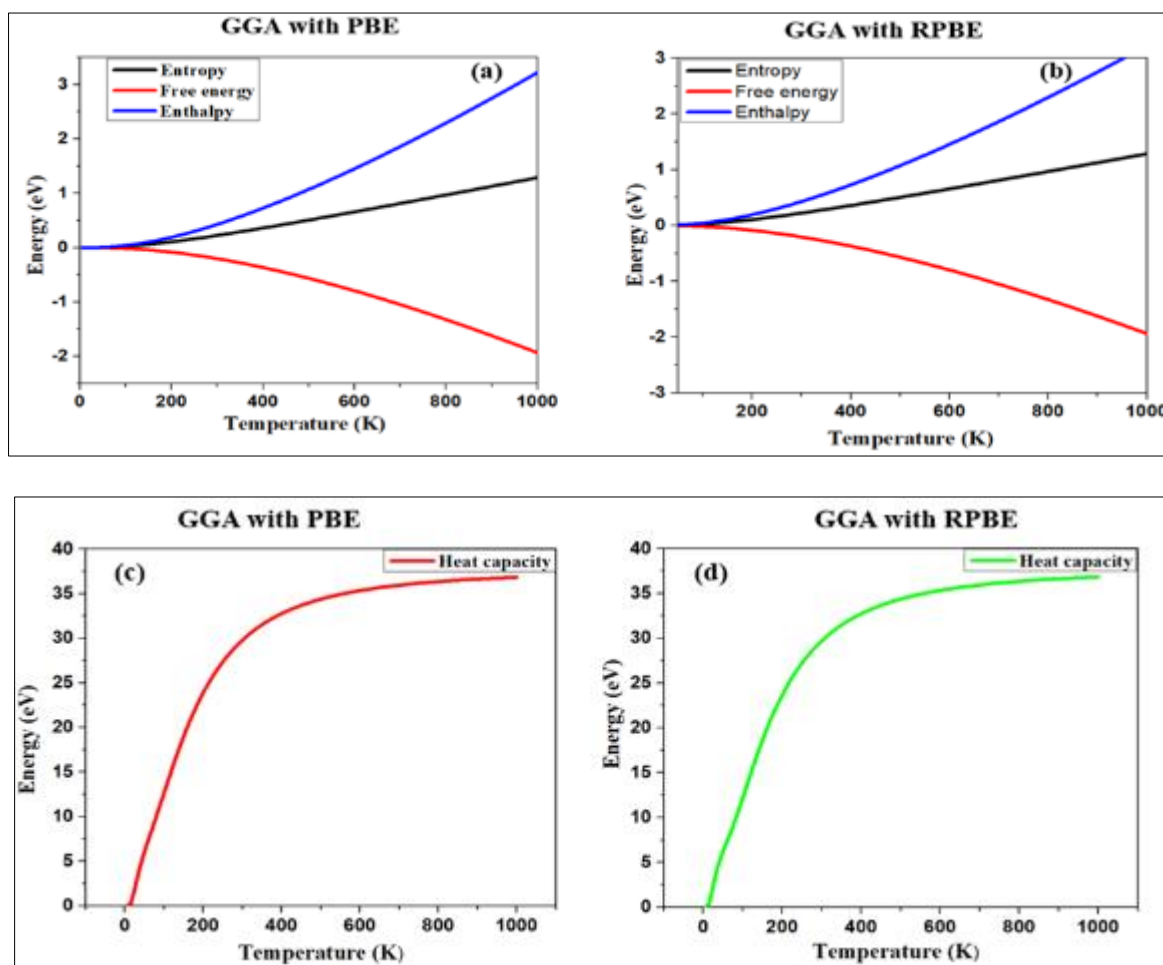 GGA with PBE
(a)
Entropy
Free energy
Enthalpy
3
2
1
0
-1
-2
Energy (eV)
0 200 400 600 800 1000
Temperature (K)
GGA with RPBE
(b)
Entropy
Free energy
Enthalpy
3
2
1
0
-1
-2
-3
Energy (eV)
200 400 600 800 1000
Temperature (K)
GGA with PBE
(c)
Heat capacity
40
35
30
25
20
15
10
5
0
Energy (eV)
0 200 400 600 800 1000
Temperature (K)
GGA with RPBE
(d)
Heat capacity
40
35
30
25
20
15
10
5
0
Energy (eV)
0 200 400 600 800 1000
Temperature (K)